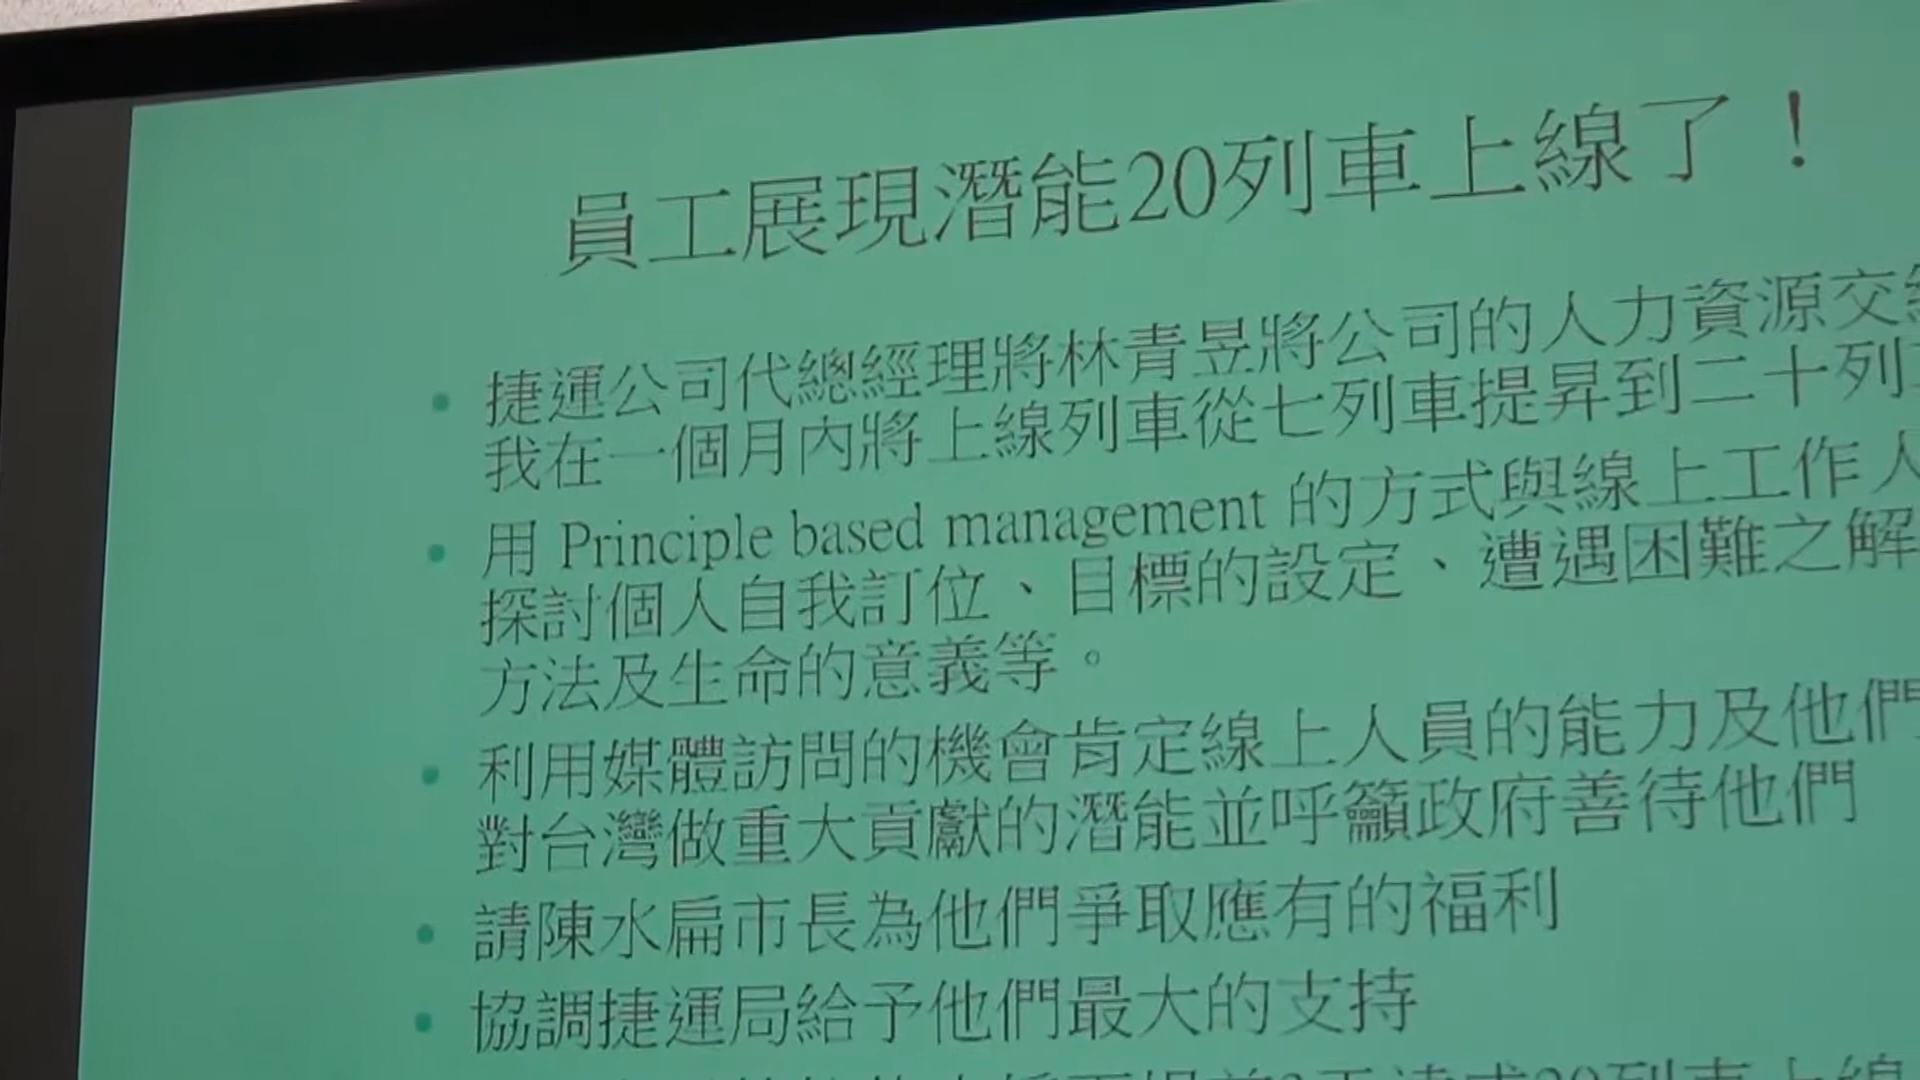 員工展現潛能20列車上線了！
• 捷運公司代總經理將林青昱將公司的人力資源交給
我在一個月內將上線列車從七列車提昇到二十列
• 用 Principle based management 的方式與線上工作人
探討個人自我訂位、目標的設定、遭遇困難之解
方法及生命的意義等。
• 利用媒體訪問的機會肯定線上人員的能力及他們
對台灣做重大貢獻的潛能並呼籲政府善待他們
• 請陳水扁市長為他們爭取應有的福利
• 協調捷運局給予他們最大的支持